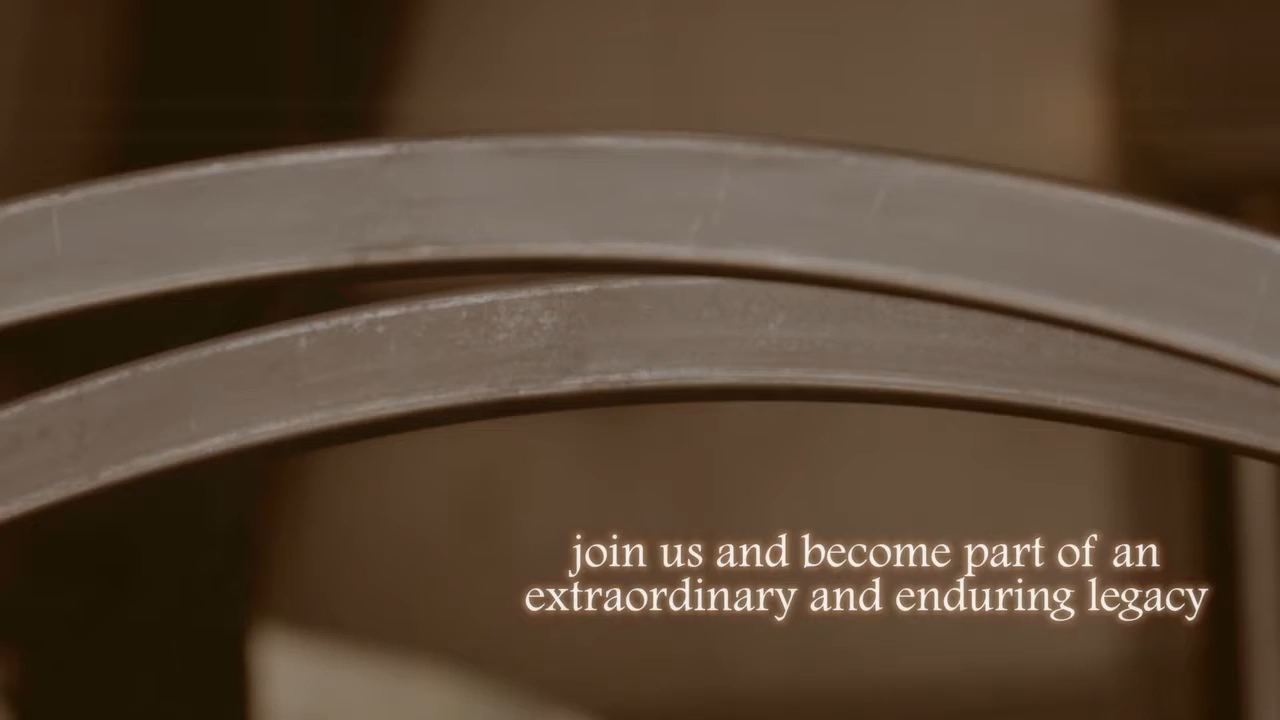 join us and become part of an
extraordinary and enduring legacy